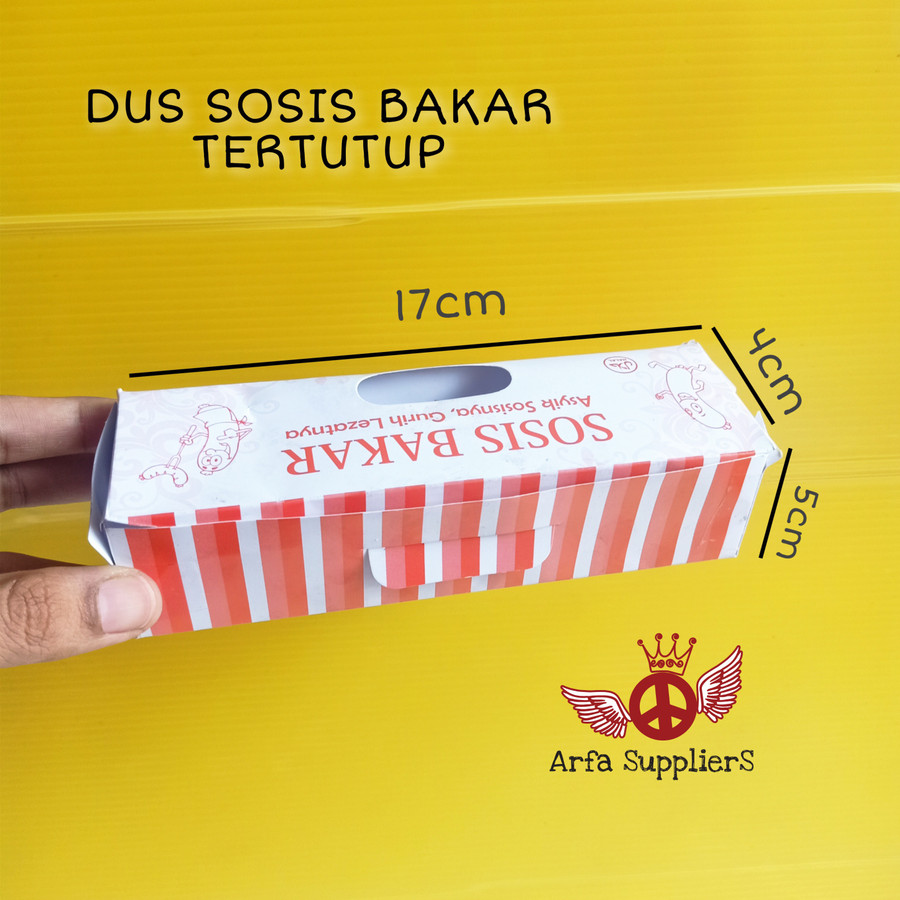 DUS SOSIS BAKAR
TERTUTUP
17cm
4cm
5cm
SOSIS BAKAR
Asyik Sosisnya, Gurih Lezatnya
Arfa SupplierS